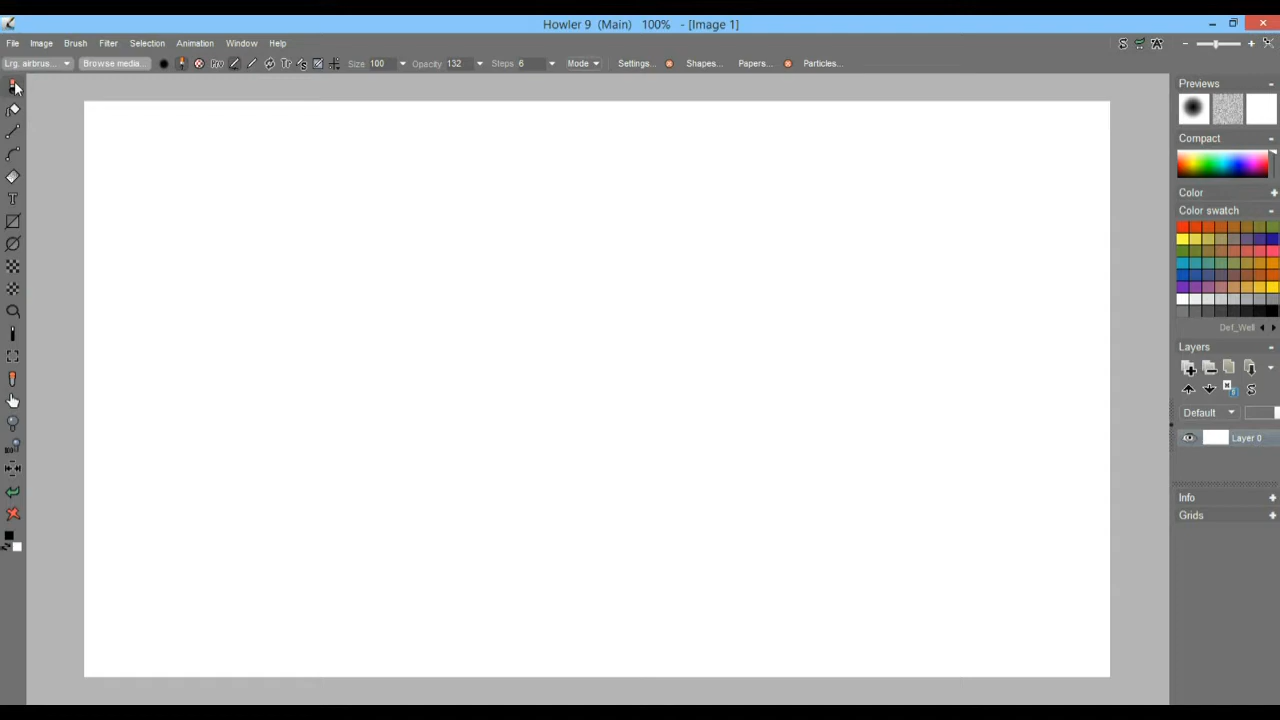 Howler 9 (Main) 100% - [Image 1]
File Image Brush Filter Selection Animation Window Help
Lrg. airbrus... Browse media... Pro Tr Size 100 Opacity 132 Steps 6 Mode Settings... Shapes... Papers... Particles...
Previews
Compact
Color
Color swatch
Def_Well
Layers
Default
Layer 0
Info
Grids